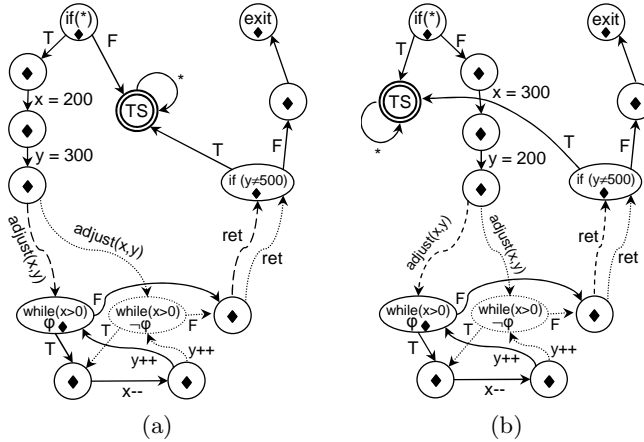 if(*)
T
F
x = 200
y = 300
TS
*
exit
T
F
if (y≠500)
adjust(x,y)
adjust(x,y)
ret
ret
while(x>0)
φ
F
while(x>0)
¬φ
F
T
T
y++
y++
x--
(a)
if(*)
T
F
x = 300
y = 200
TS
*
exit
T
F
if (y≠500)
adjust(x,y)
adjust(x,y)
ret
ret
while(x>0)
φ
F
while(x>0)
¬φ
F
T
T
y++
y++
x--
(b)